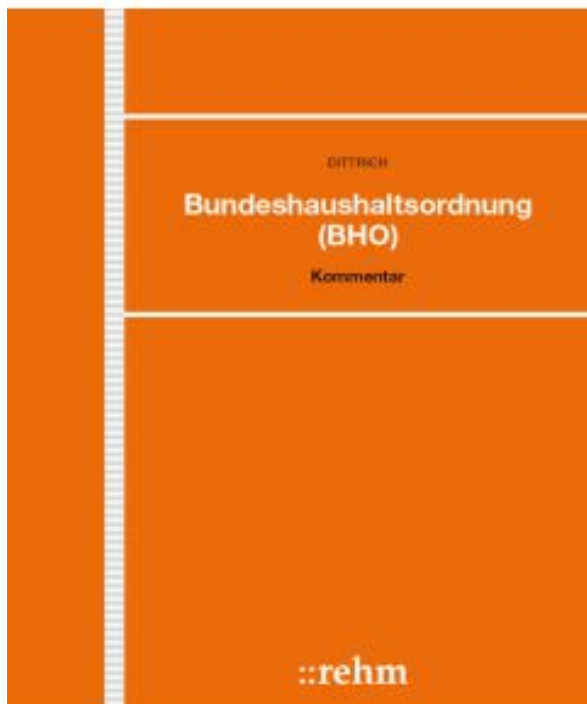 DITTRICH
Bundeshaushaltsordnung
(BHO)
Kommentar
::rehm